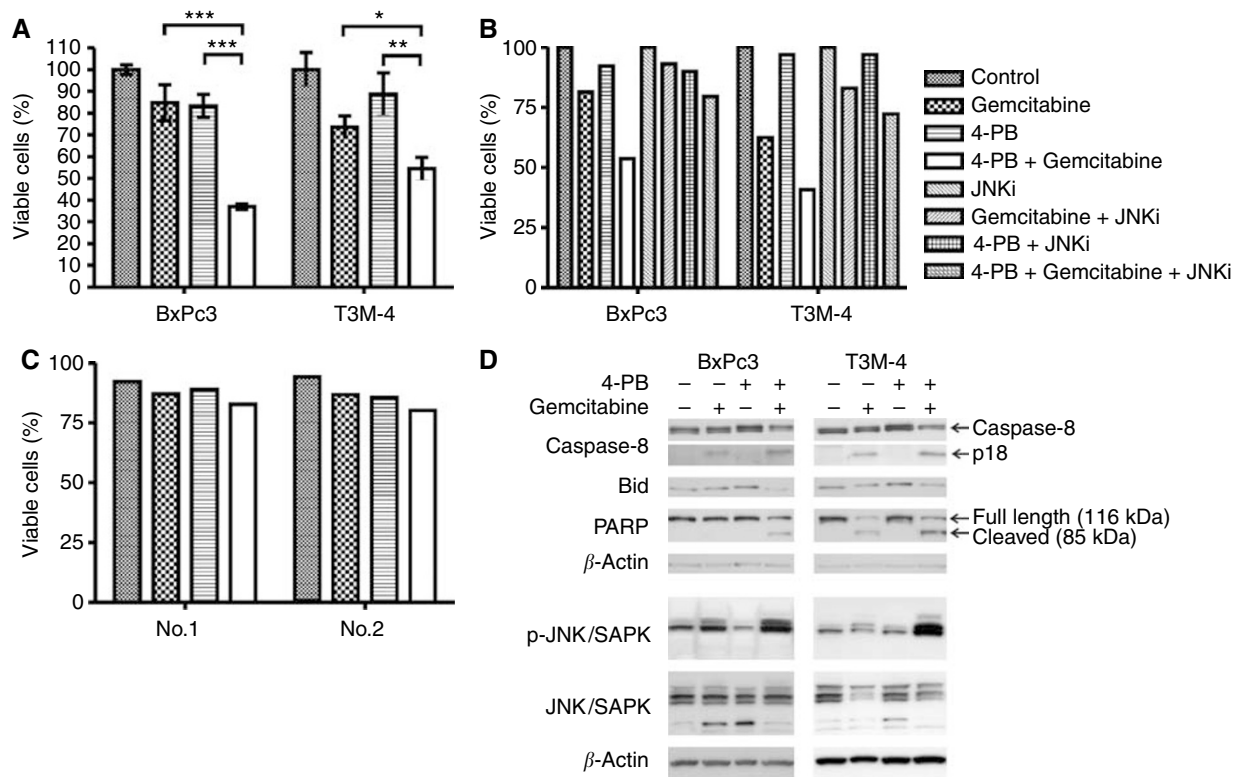 A
Viable cells (%)
110
100
90
80
70
60
50
40
30
20
10
0
***
***
*
**
BxPc3 T3M-4
B
Viable cells (%)
100
75
50
25
0
BxPc3 T3M-4
Control
Gemcitabine
4-PB
4-PB + Gemcitabine
JNKi
Gemcitabine + JNKi
4-PB + JNKi
4-PB + Gemcitabine + JNKi
C
Viable cells (%)
100
75
50
25
0
No.1 No.2
D
BxPc3 T3M-4
4-PB − − + + − − + +
Gemcitabine − + − + − + − +
Caspase-8 ←Caspase-8
←p18
Bid
PARP ←Full length (116 kDa)
←Cleaved (85 kDa)
β-Actin
p-JNK/SAPK
JNK/SAPK
β-Actin